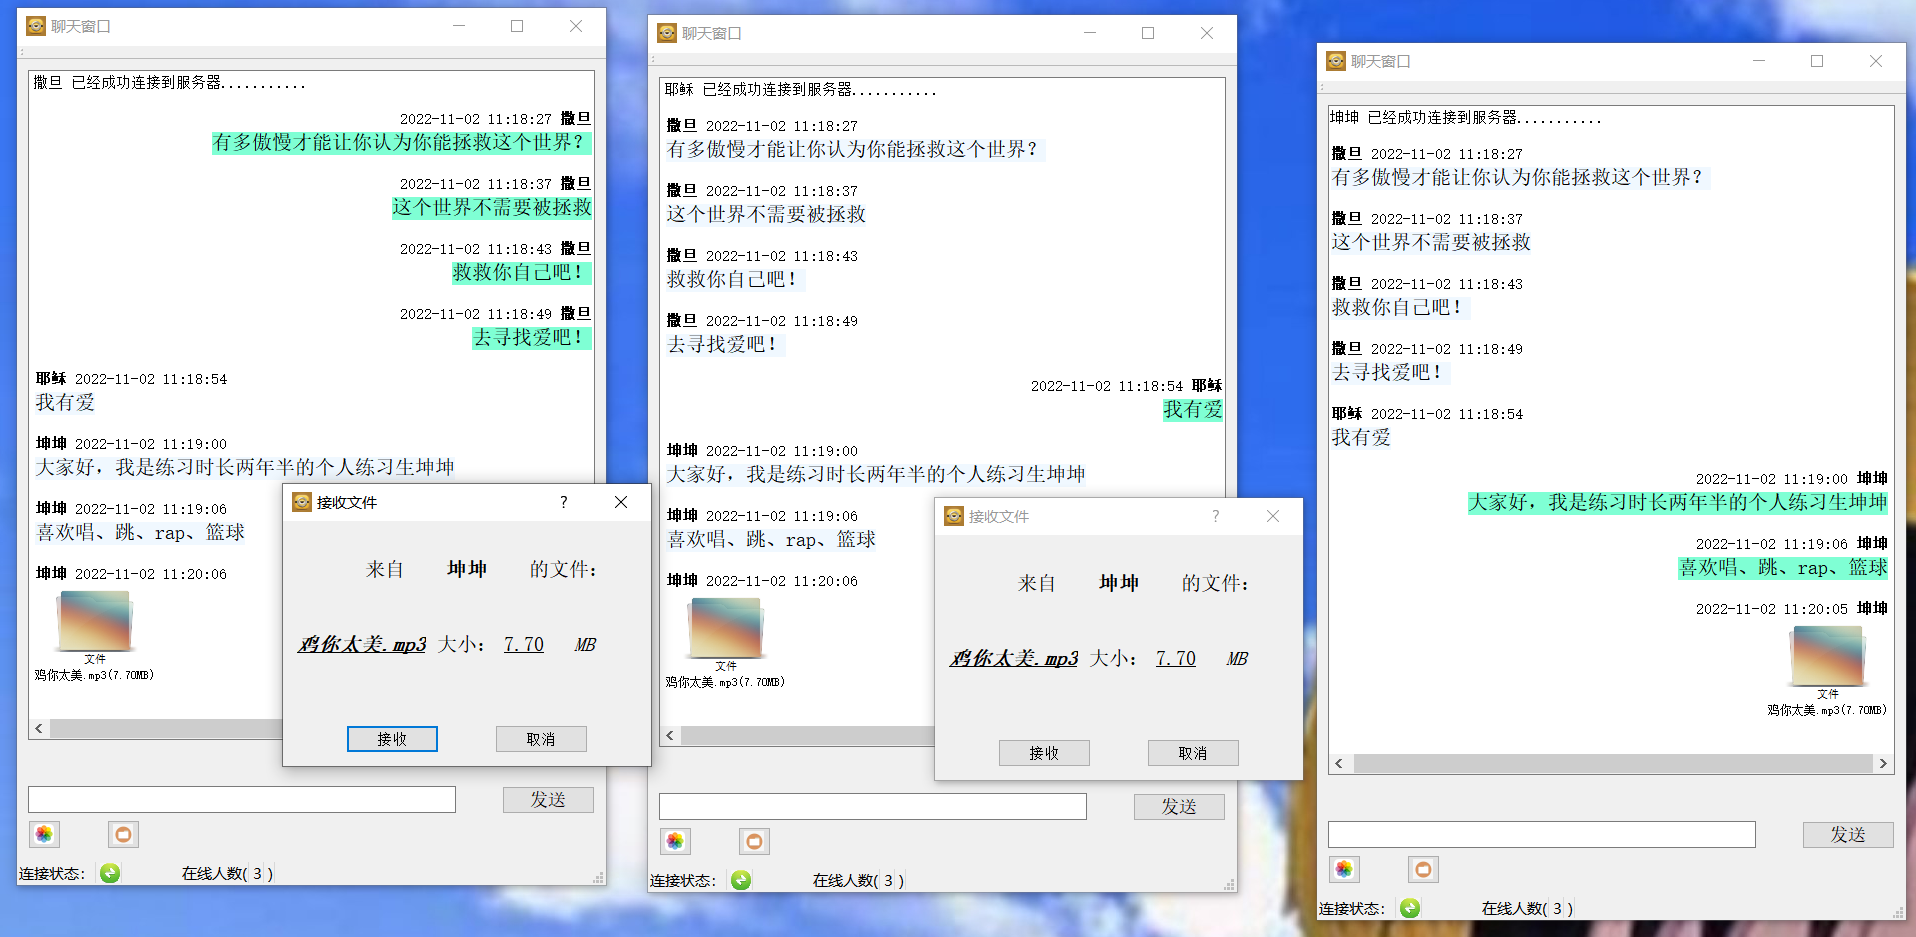 聊天窗口
撒旦 已经成功连接到服务器...........
2022-11-02 11:18:27 撒旦
有多傲慢才能让你认为你能拯救这个世界？
2022-11-02 11:18:37 撒旦
这个世界不需要被拯救
2022-11-02 11:18:43 撒旦
救救你自己吧！
2022-11-02 11:18:49 撒旦
去寻找爱吧！
耶稣 2022-11-02 11:18:54
我有爱
坤坤 2022-11-02 11:19:00
大家好，我是练习时长两年半的个人练习生坤坤
坤坤 2022-11-02 11:19:06
喜欢唱、跳、rap、篮球
坤坤 2022-11-02 11:20:06
文件
鸡你太美.mp3(7.70MB)
发送
连接状态： 在线人数( 3 )
接收文件
来自 坤坤 的文件：
鸡你太美.mp3 大小： 7.70 MB
接收 取消
聊天窗口
耶稣 已经成功连接到服务器...........
撒旦 2022-11-02 11:18:27
有多傲慢才能让你认为你能拯救这个世界？
撒旦 2022-11-02 11:18:37
这个世界不需要被拯救
撒旦 2022-11-02 11:18:43
救救你自己吧！
撒旦 2022-11-02 11:18:49
去寻找爱吧！
2022-11-02 11:18:54 耶稣
我有爱
坤坤 2022-11-02 11:19:00
大家好，我是练习时长两年半的个人练习生坤坤
坤坤 2022-11-02 11:19:06
喜欢唱、跳、rap、篮球
坤坤 2022-11-02 11:20:06
文件
鸡你太美.mp3(7.70MB)
发送
连接状态： 在线人数( 3 )
接收文件
来自 坤坤 的文件：
鸡你太美.mp3 大小： 7.70 MB
接收 取消
聊天窗口
坤坤 已经成功连接到服务器...........
撒旦 2022-11-02 11:18:27
有多傲慢才能让你认为你能拯救这个世界？
撒旦 2022-11-02 11:18:37
这个世界不需要被拯救
撒旦 2022-11-02 11:18:43
救救你自己吧！
撒旦 2022-11-02 11:18:49
去寻找爱吧！
耶稣 2022-11-02 11:18:54
我有爱
2022-11-02 11:19:00 坤坤
大家好，我是练习时长两年半的个人练习生坤坤
2022-11-02 11:19:06 坤坤
喜欢唱、跳、rap、篮球
2022-11-02 11:20:05 坤坤
文件
鸡你太美.mp3(7.70MB)
发送
连接状态： 在线人数( 3 )